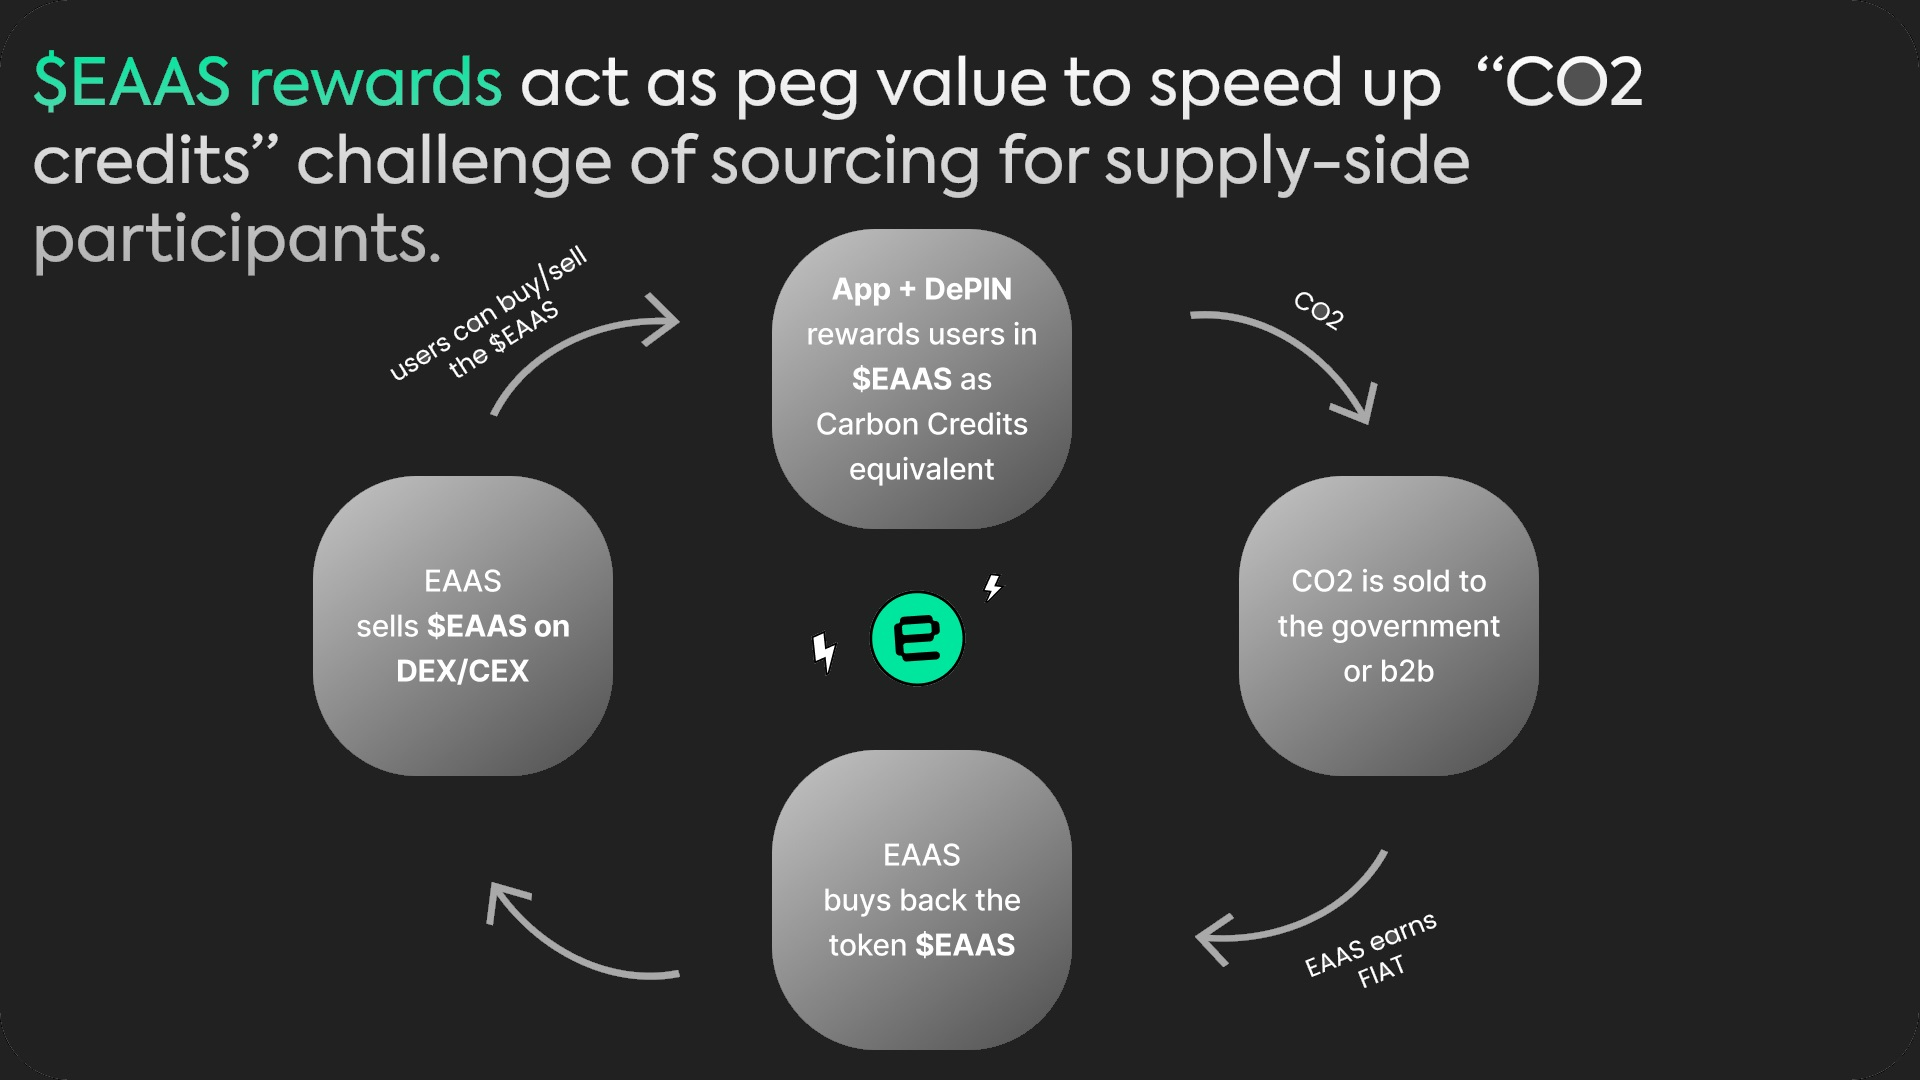 $EAAS rewards act as peg value to speed up “CO2
credits” challenge of sourcing for supply-side
participants.
users can buy/sell
the $EAAS
App + DePIN
rewards users in
$EAAS as
Carbon Credits
equivalent
CO2
EAAS
sells $EAAS on
DEX/CEX
CO2 is sold to
the government
or b2b
EAAS
buys back the
token $EAAS
EAAS earns
FIAT